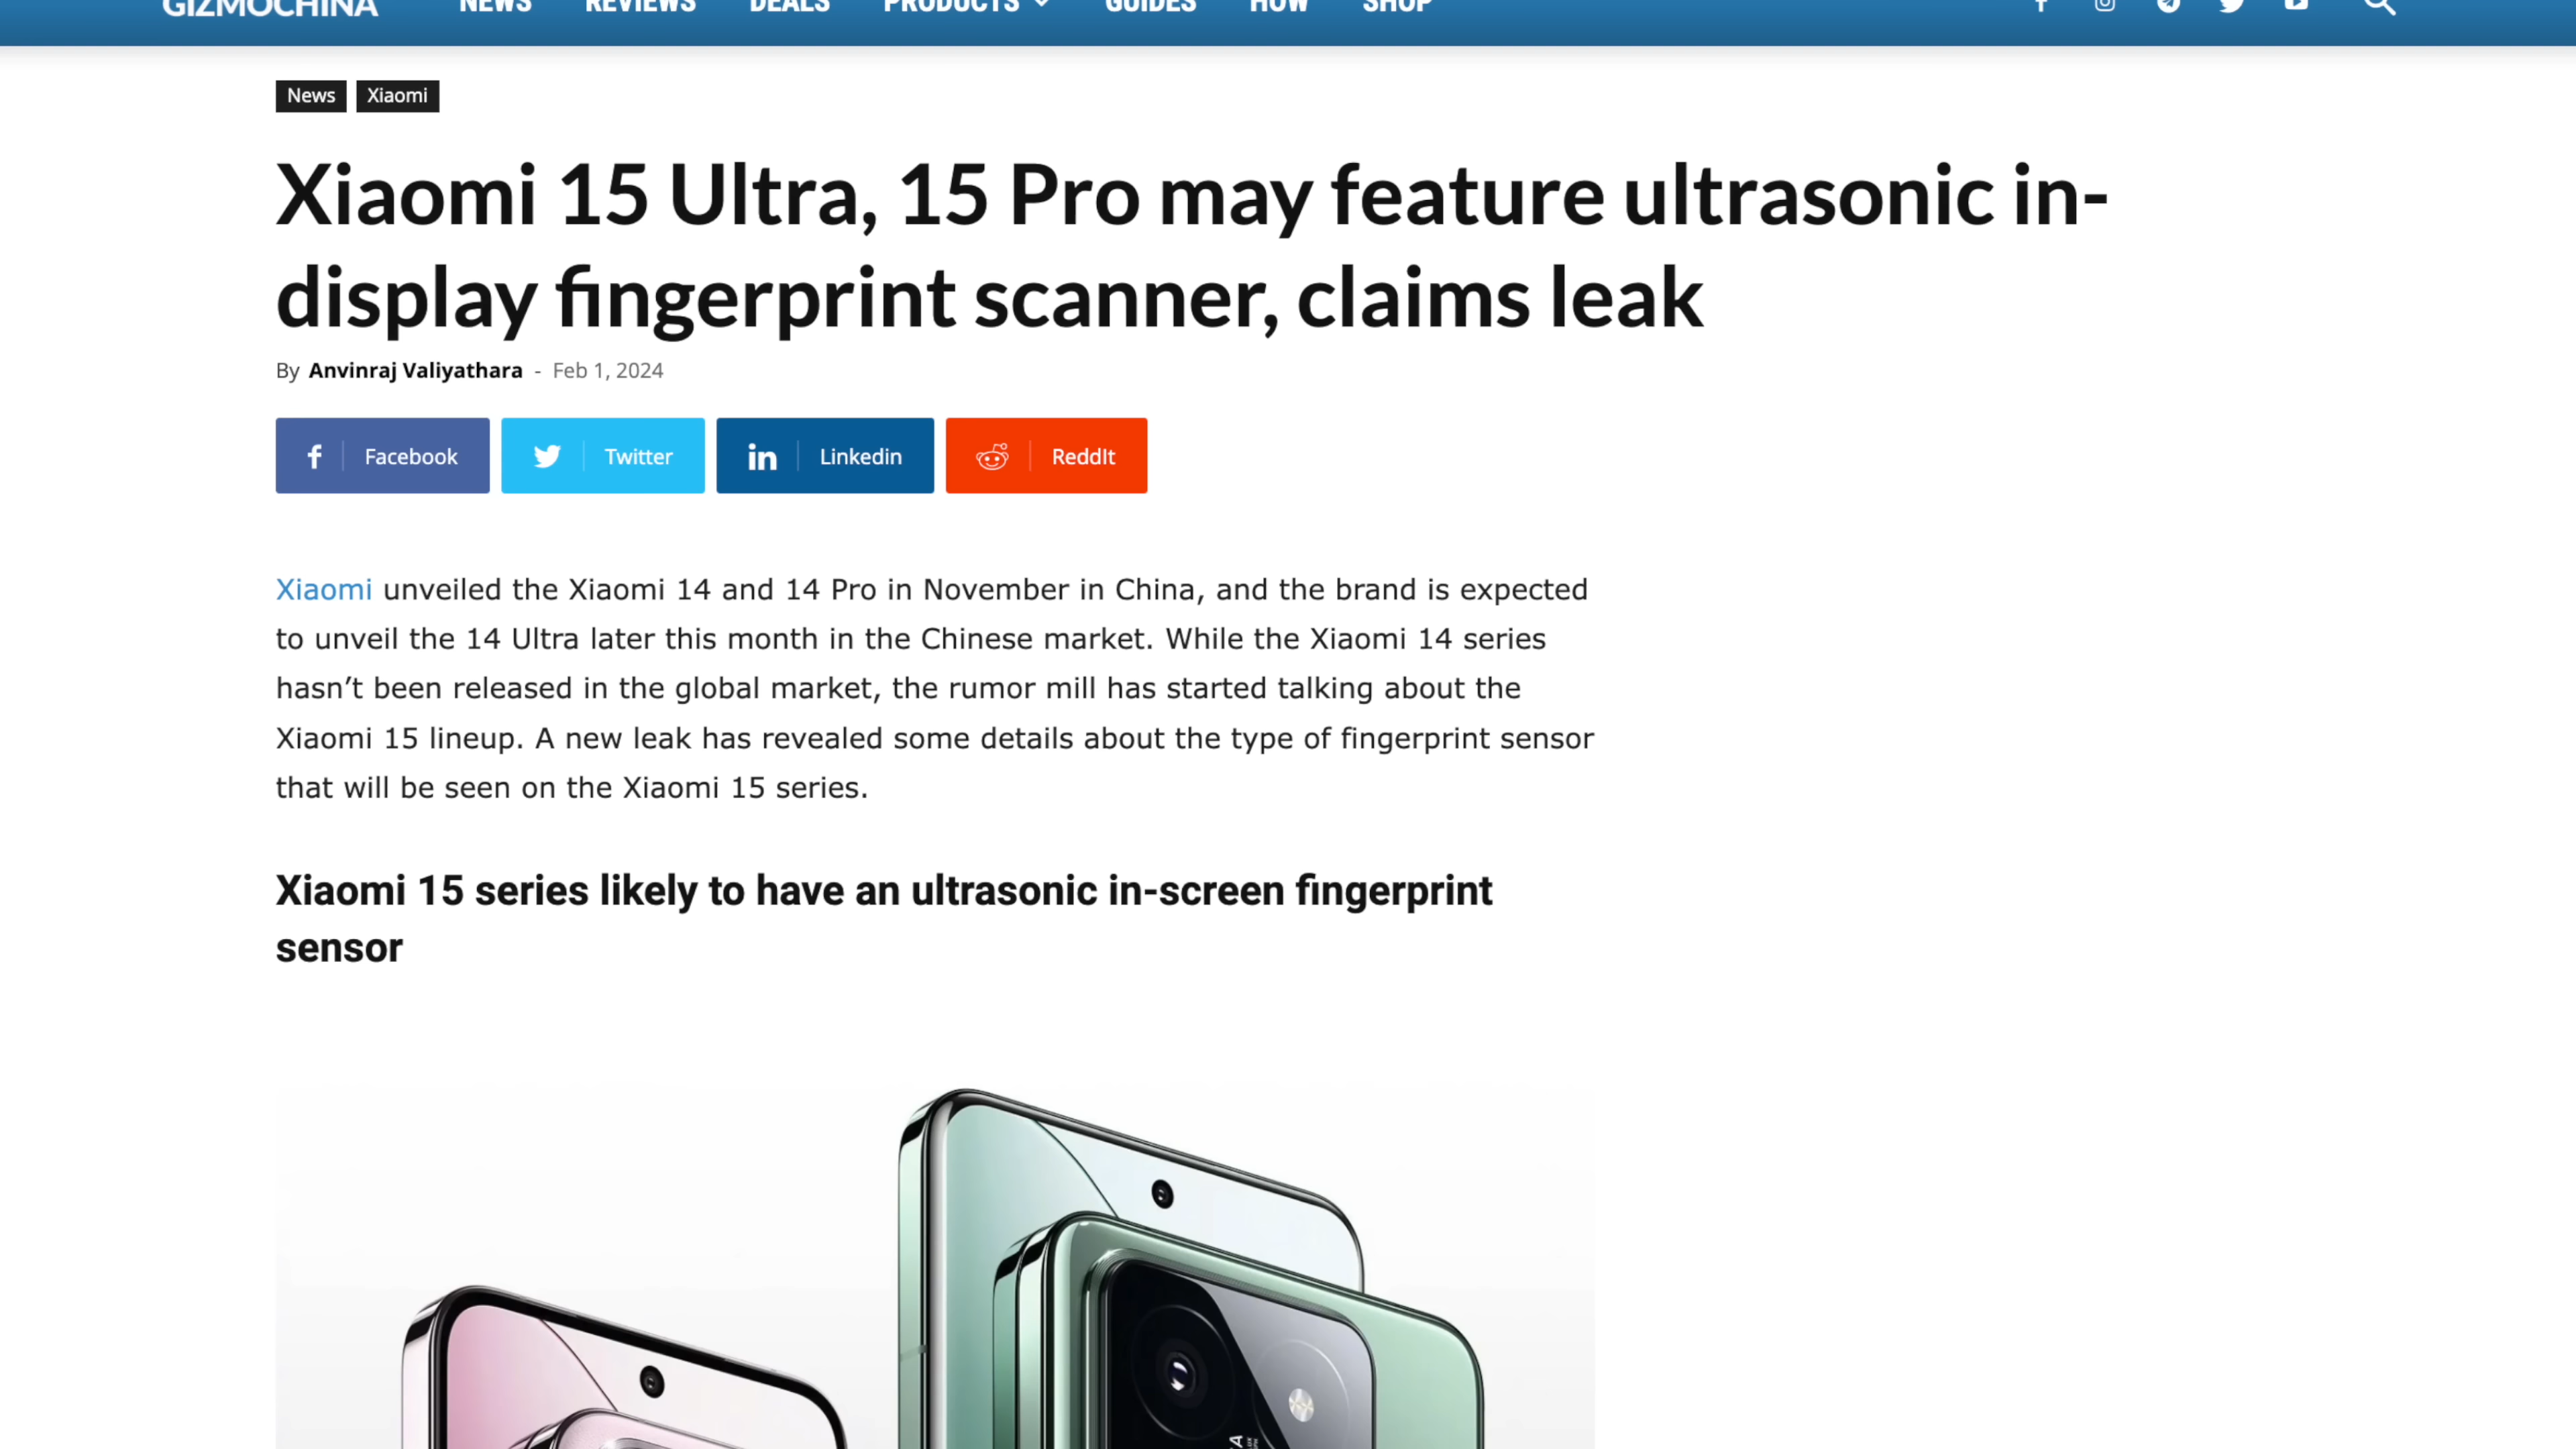 GIZMOCHINA NEWS REVIEWS DEALS PRODUCTS GUIDES HOW SHOP
News Xiaomi
Xiaomi 15 Ultra, 15 Pro may feature ultrasonic in-
display fingerprint scanner, claims leak
By Anvinraj Valiyathara - Feb 1, 2024
Facebook Twitter Linkedin ReddIt
Xiaomi unveiled the Xiaomi 14 and 14 Pro in November in China, and the brand is expected
to unveil the 14 Ultra later this month in the Chinese market. While the Xiaomi 14 series
hasn’t been released in the global market, the rumor mill has started talking about the
Xiaomi 15 lineup. A new leak has revealed some details about the type of fingerprint sensor
that will be seen on the Xiaomi 15 series.
Xiaomi 15 series likely to have an ultrasonic in-screen fingerprint
sensor